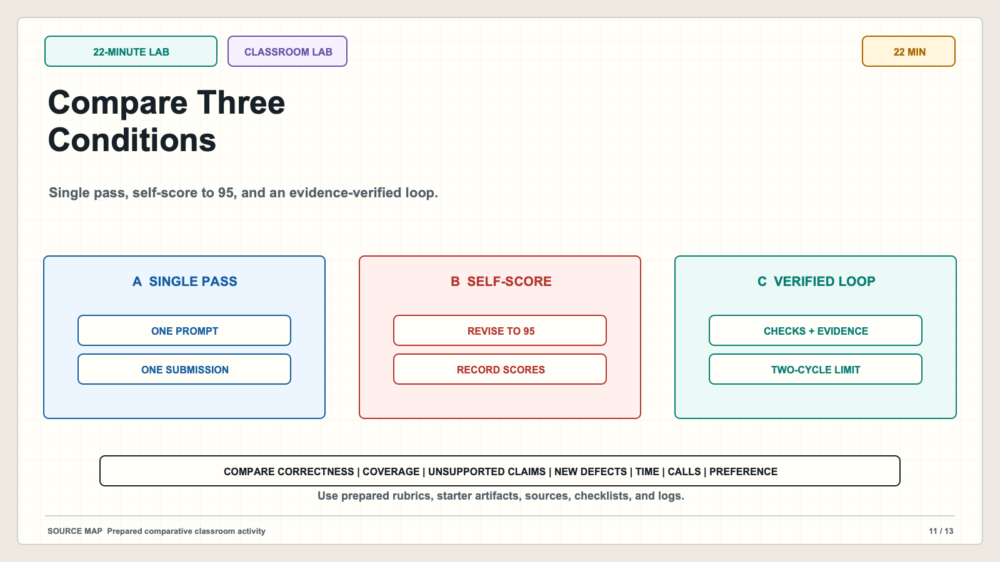 22-MINUTE LAB
CLASSROOM LAB
22 MIN
Compare Three
Conditions
Single pass, self-score to 95, and an evidence-verified loop.
A SINGLE PASS
ONE PROMPT
ONE SUBMISSION
B SELF-SCORE
REVISE TO 95
RECORD SCORES
C VERIFIED LOOP
CHECKS + EVIDENCE
TWO-CYCLE LIMIT
COMPARE CORRECTNESS | COVERAGE | UNSUPPORTED CLAIMS | NEW DEFECTS | TIME | CALLS | PREFERENCE
Use prepared rubrics, starter artifacts, sources, checklists, and logs.
SOURCE MAP Prepared comparative classroom activity
11 / 13